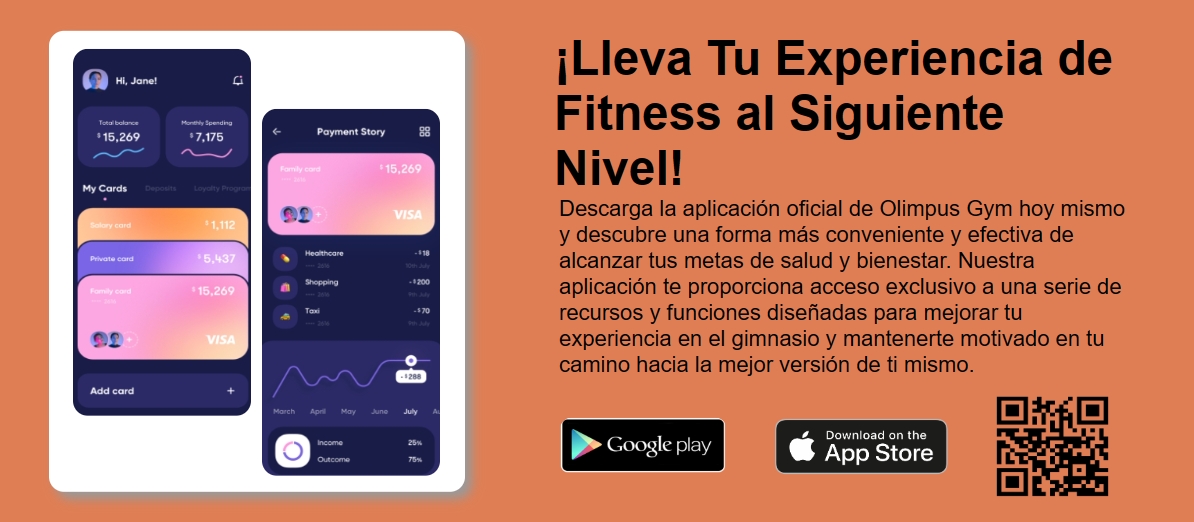 Hi, Jane!
Total balance
$15,269
Monthly Spending
$7,175
My Cards Deposits Loyalty Program
Salary card $1,112
Private card $5,437
Family card $15,269
VISA
Add card +
Payment Story
Family card $15,269
VISA
Healthcare -$18
2816 10th July
Shopping -$200
2816 9th July
Taxi -$70
2816 9th July
-$288
March April May June July Au
Income 25%
Outcome 75%
¡Lleva Tu Experiencia de
Fitness al Siguiente
Nivel!
Descarga la aplicación oficial de Olimpus Gym hoy mismo
y descubre una forma más conveniente y efectiva de
alcanzar tus metas de salud y bienestar. Nuestra
aplicación te proporciona acceso exclusivo a una serie de
recursos y funciones diseñadas para mejorar tu
experiencia en el gimnasio y mantenerte motivado en tu
camino hacia la mejor versión de ti mismo.
Google play
Download on the
App Store